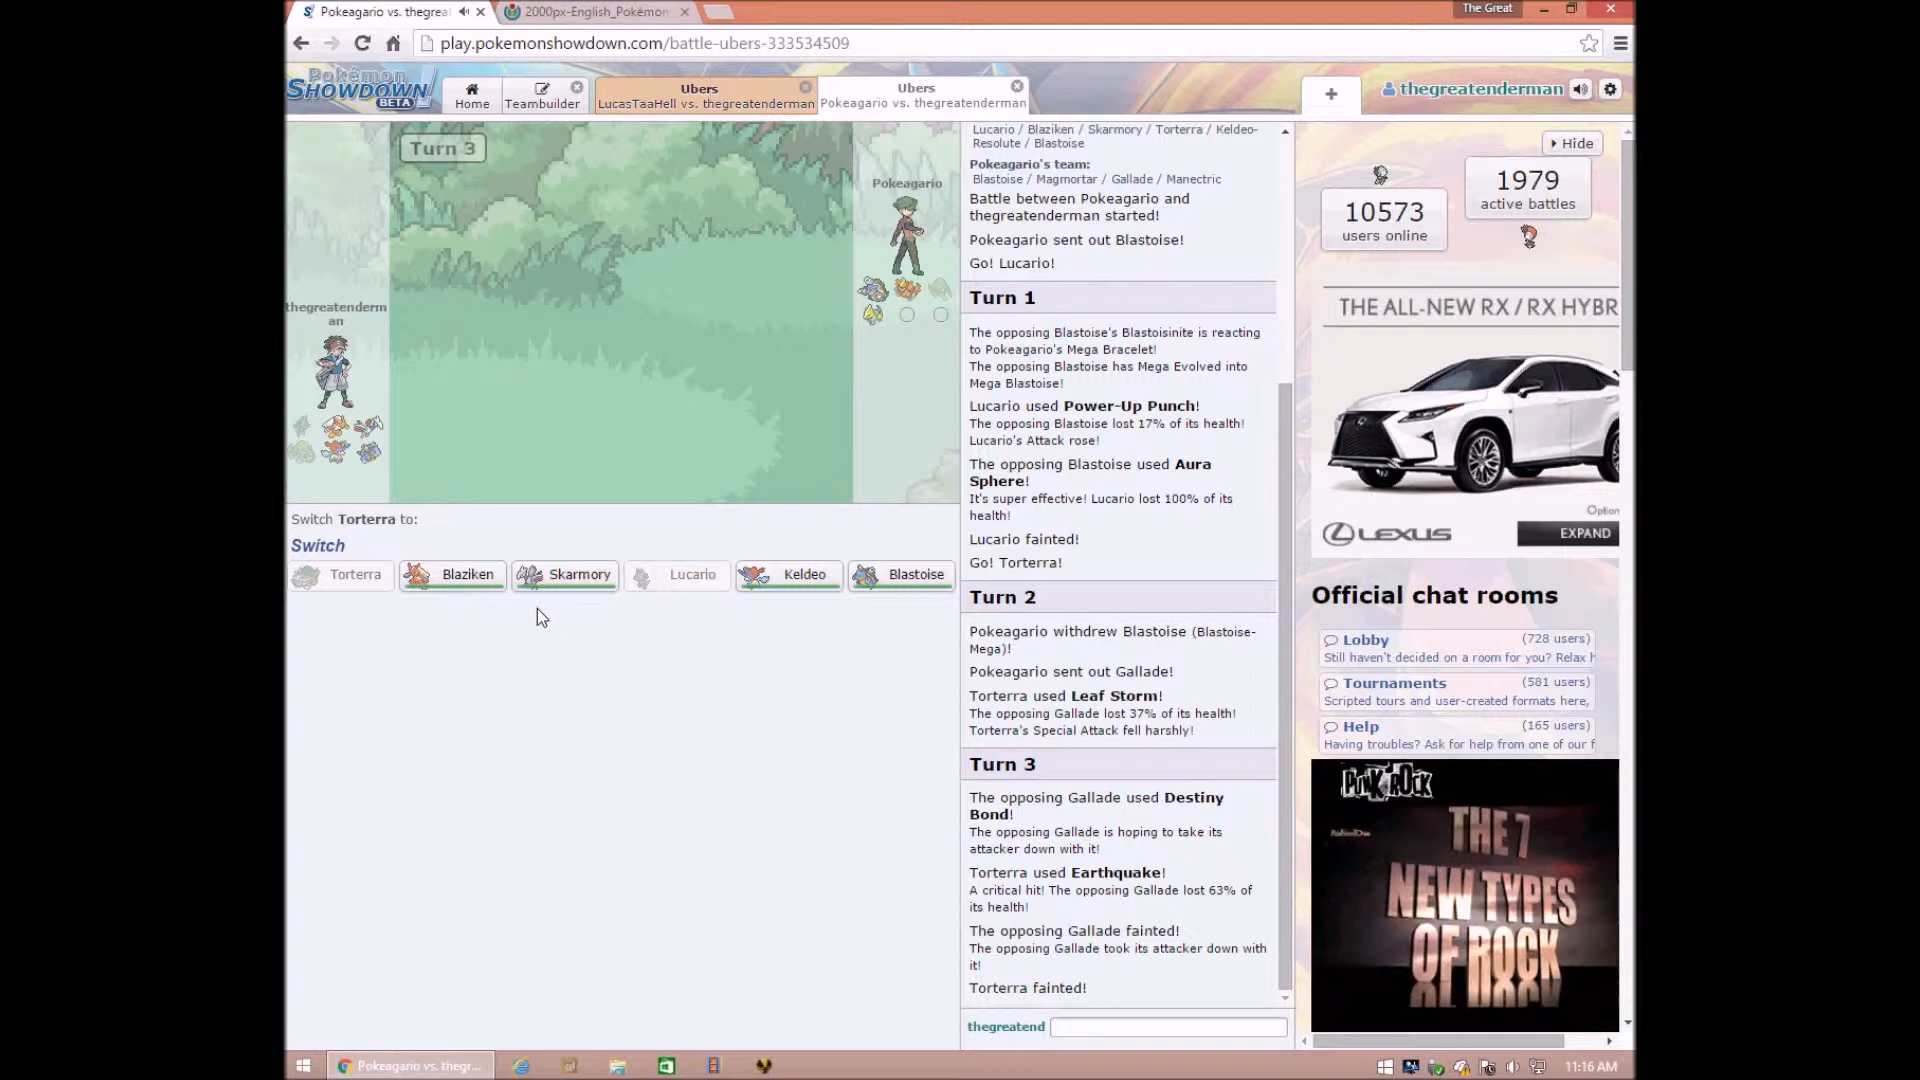 Pokeagario vs. thegrea
2000px-English_Pokémon
The Great
play.pokemonshowdown.com/battle-ubers-333534509
Pokémon
SHOWDOWN!
BETA
Home
Teambuilder
Ubers
LucasTaaHell vs. thegreatenderman
Ubers
Pokeagario vs. thegreatenderman
+
thegreatenderman
Turn 3
Pokeagario
thegreatenderm
an
Switch Torterra to:
Switch
Torterra
Blaziken
Skarmory
Lucario
Keldeo
Blastoise
Lucario / Blaziken / Skarmory / Torterra / Keldeo-
Resolute / Blastoise
Pokeagario's team:
Blastoise / Magmortar / Gallade / Manectric
Battle between Pokeagario and
thegreatenderman started!
Pokeagario sent out Blastoise!
Go! Lucario!
Turn 1
The opposing Blastoise's Blastoisinite is reacting
to Pokeagario's Mega Bracelet!
The opposing Blastoise has Mega Evolved into
Mega Blastoise!
Lucario used Power-Up Punch!
The opposing Blastoise lost 17% of its health!
Lucario's Attack rose!
The opposing Blastoise used Aura
Sphere!
It's super effective! Lucario lost 100% of its
health!
Lucario fainted!
Go! Torterra!
Turn 2
Pokeagario withdrew Blastoise (Blastoise-
Mega)!
Pokeagario sent out Gallade!
Torterra used Leaf Storm!
The opposing Gallade lost 37% of its health!
Torterra's Special Attack fell harshly!
Turn 3
The opposing Gallade used Destiny
Bond!
The opposing Gallade is hoping to take its
attacker down with it!
Torterra used Earthquake!
A critical hit! The opposing Gallade lost 63% of
its health!
The opposing Gallade fainted!
The opposing Gallade took its attacker down with
it!
Torterra fainted!
thegreatend
Hide
10573
users online
1979
active battles
THE ALL-NEW RX / RX HYBR
Option
LEXUS
EXPAND
Official chat rooms
Lobby
(728 users)
Still haven't decided on a room for you? Relax h
Tournaments
(581 users)
Scripted tours and user-created formats here,
Help
(165 users)
Having troubles? Ask for help from one of our f
PUNK ROCK
THE 7
NEW TYPES
OF ROCK
Pokeagario vs. thegr...
11:16 AM